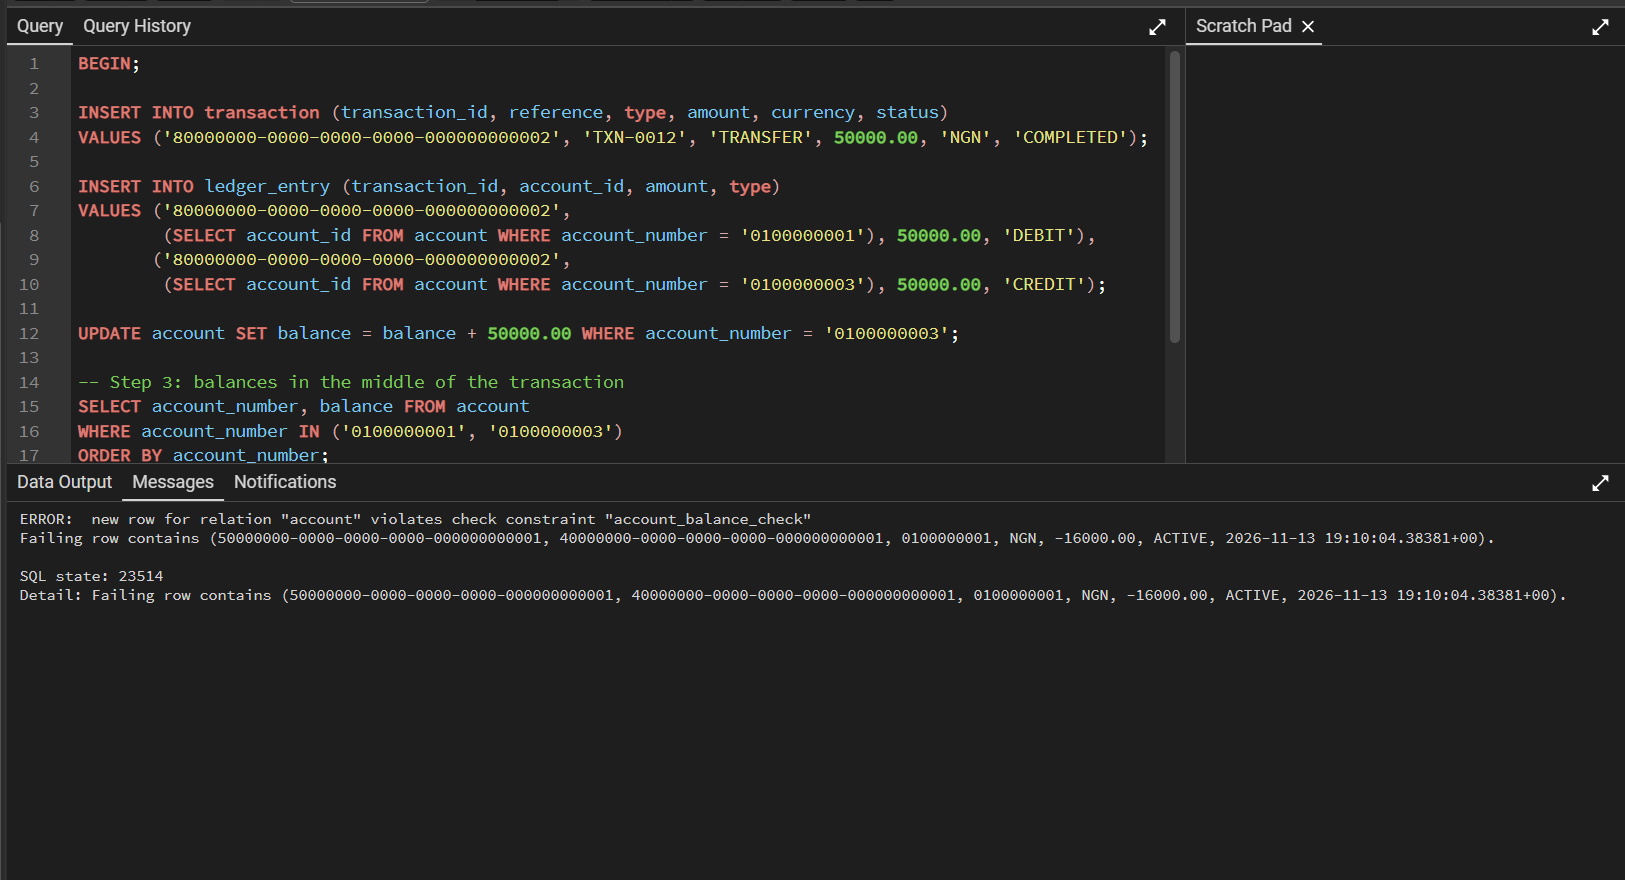 Query Query History
Scratch Pad
1 BEGIN;
2
3 INSERT INTO transaction (transaction_id, reference, type, amount, currency, status)
4 VALUES ('80000000-0000-0000-0000-000000000002', 'TXN-0012', 'TRANSFER', 50000.00, 'NGN', 'COMPLETED');
5
6 INSERT INTO ledger_entry (transaction_id, account_id, amount, type)
7 VALUES ('80000000-0000-0000-0000-000000000002',
8 (SELECT account_id FROM account WHERE account_number = '0100000001'), 50000.00, 'DEBIT'),
9 ('80000000-0000-0000-0000-000000000002',
10 (SELECT account_id FROM account WHERE account_number = '0100000003'), 50000.00, 'CREDIT');
11
12 UPDATE account SET balance = balance + 50000.00 WHERE account_number = '0100000003';
13
14 -- Step 3: balances in the middle of the transaction
15 SELECT account_number, balance FROM account
16 WHERE account_number IN ('0100000001', '0100000003')
17 ORDER BY account_number;
Data Output Messages Notifications
ERROR:  new row for relation "account" violates check constraint "account_balance_check"
Failing row contains (50000000-0000-0000-0000-000000000001, 40000000-0000-0000-0000-000000000001, 0100000001, NGN, -16000.00, ACTIVE, 2026-11-13 19:10:04.38381+00).
SQL state: 23514
Detail: Failing row contains (50000000-0000-0000-0000-000000000001, 40000000-0000-0000-0000-000000000001, 0100000001, NGN, -16000.00, ACTIVE, 2026-11-13 19:10:04.38381+00).